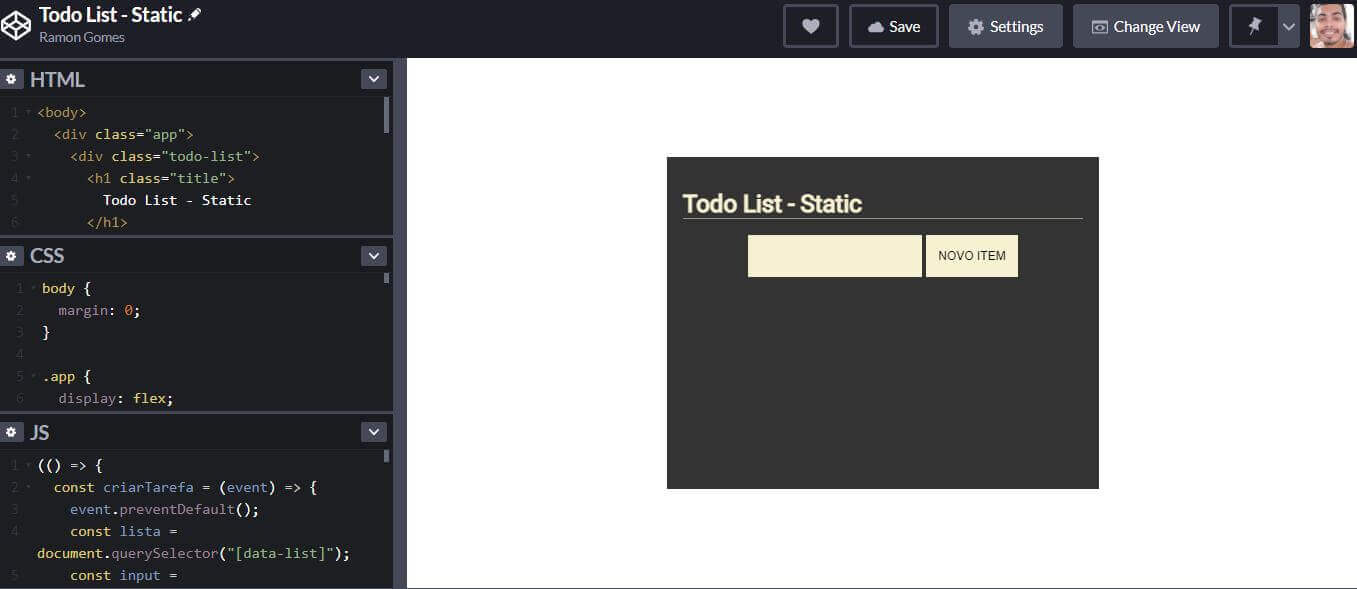 Todo List - Static
Ramon Gomes
Save
Settings
Change View
HTML
1 <body>
2 <div class="app">
3 <div class="todo-list">
4 <h1 class="title">
5 Todo List - Static
6 </h1>
CSS
1 body {
2 margin: 0;
3 }
4
5 .app {
6 display: flex;
JS
1 (() => {
2 const criarTarefa = (event) => {
3 event.preventDefault();
4 const lista =
document.querySelector("[data-list]");
5 const input =
Todo List - Static
NOVO ITEM